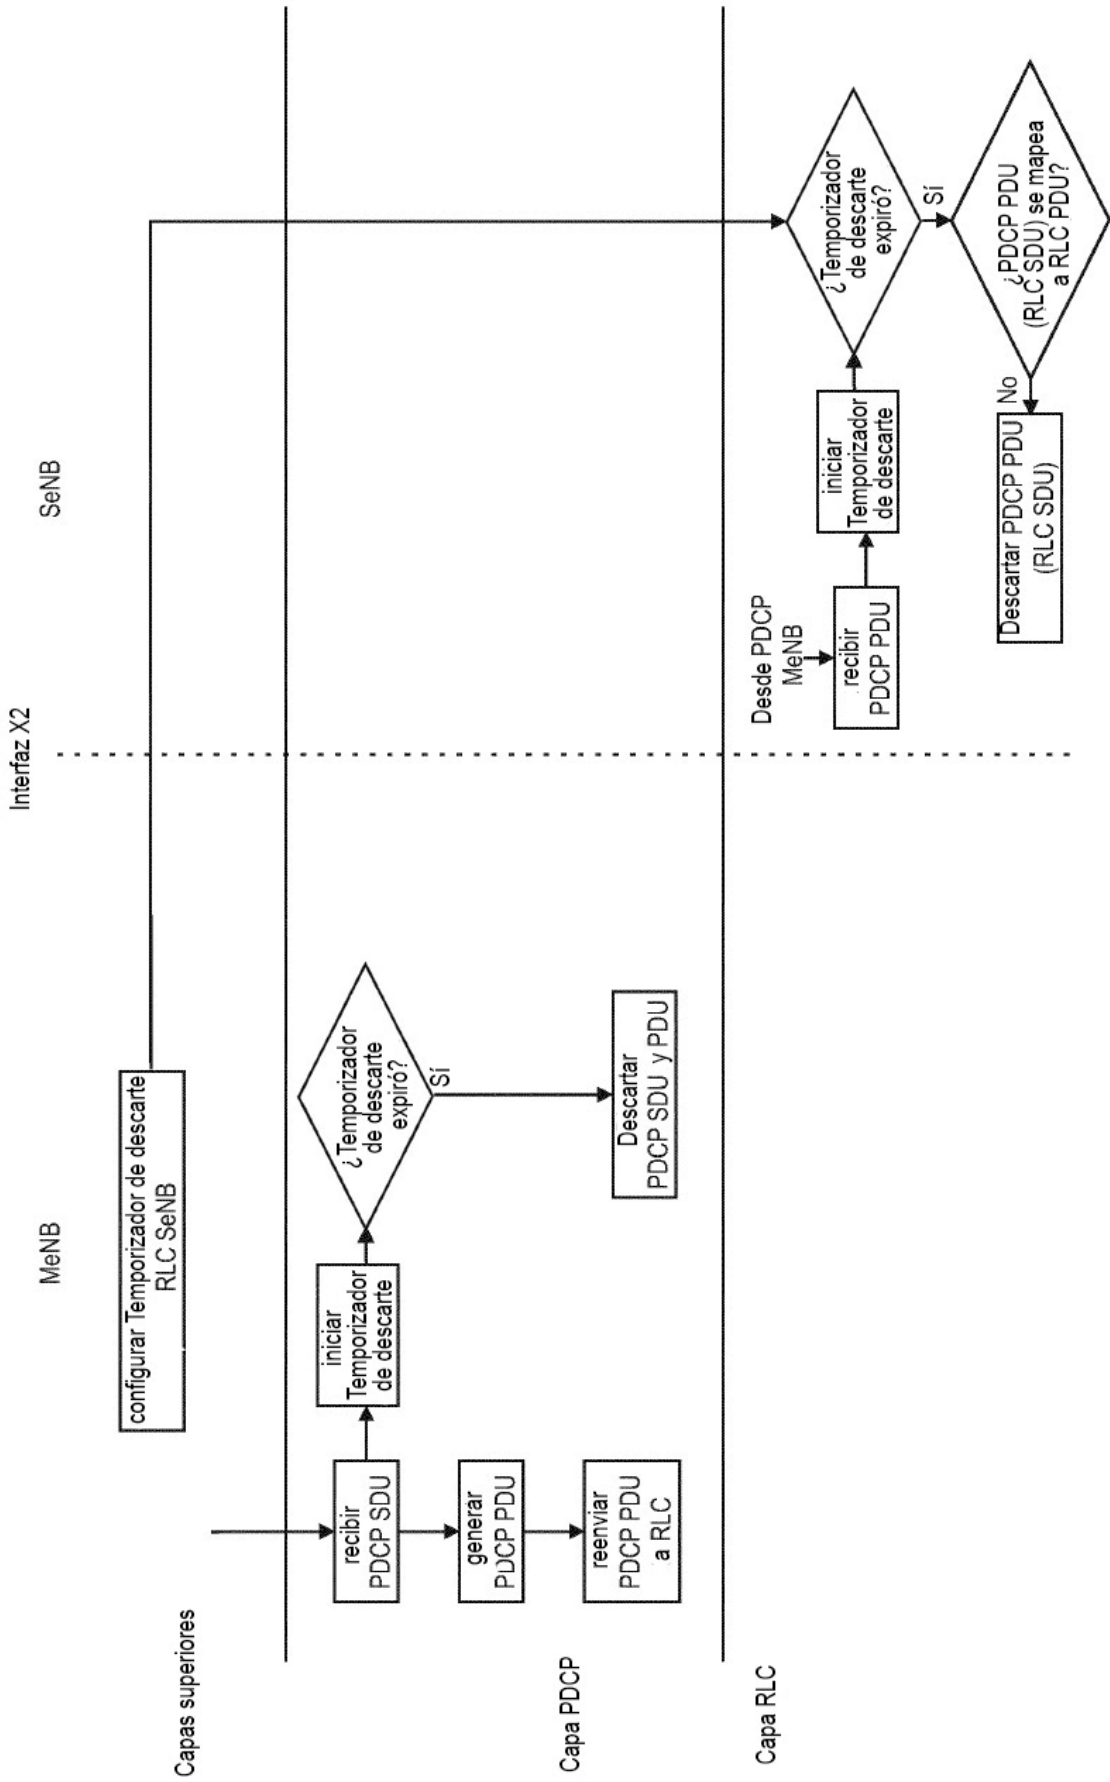 Interfaz X2
MeNB
SeNB
Capas superiores
configurar Temporizador de descarte
RLC SeNB
Capa PDCP
recibir
PDCP SDU
iniciar
Temporizador
de descarte
¿Temporizador
de descarte
expiró?
Sí
generar
PDCP PDU
reenviar
PDCP PDU
a RLC
Descartar
PDCP SDU y PDU
Capa RLC
Desde PDCP
MeNB
recibir
PDCP PDU
iniciar
Temporizador
de descarte
¿Temporizador
de descarte
expiró?
Sí
¿PDCP PDU
(RLC SDU) se mapea
a RLC PDU?
No
Descartar PDCP PDU
(RLC SDU)